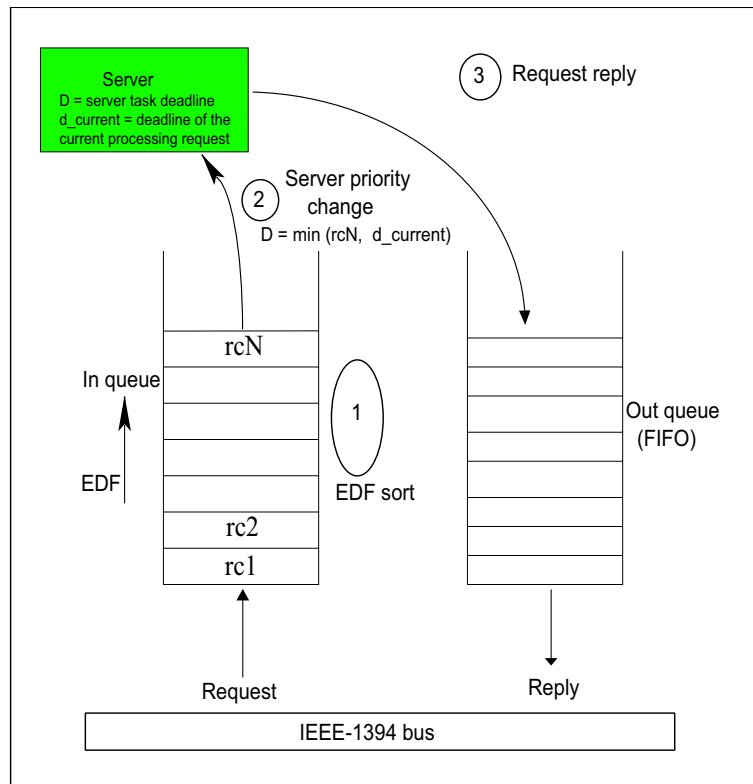 Server
D = server task deadline
d_current = deadline of the
current processing request
3
Request reply
2
Server priority
change
D = min (rcN, d_current)
rcN
In queue
1
Out queue
(FIFO)
EDF
EDF sort
rc2
rc1
Request
Reply
IEEE-1394 bus